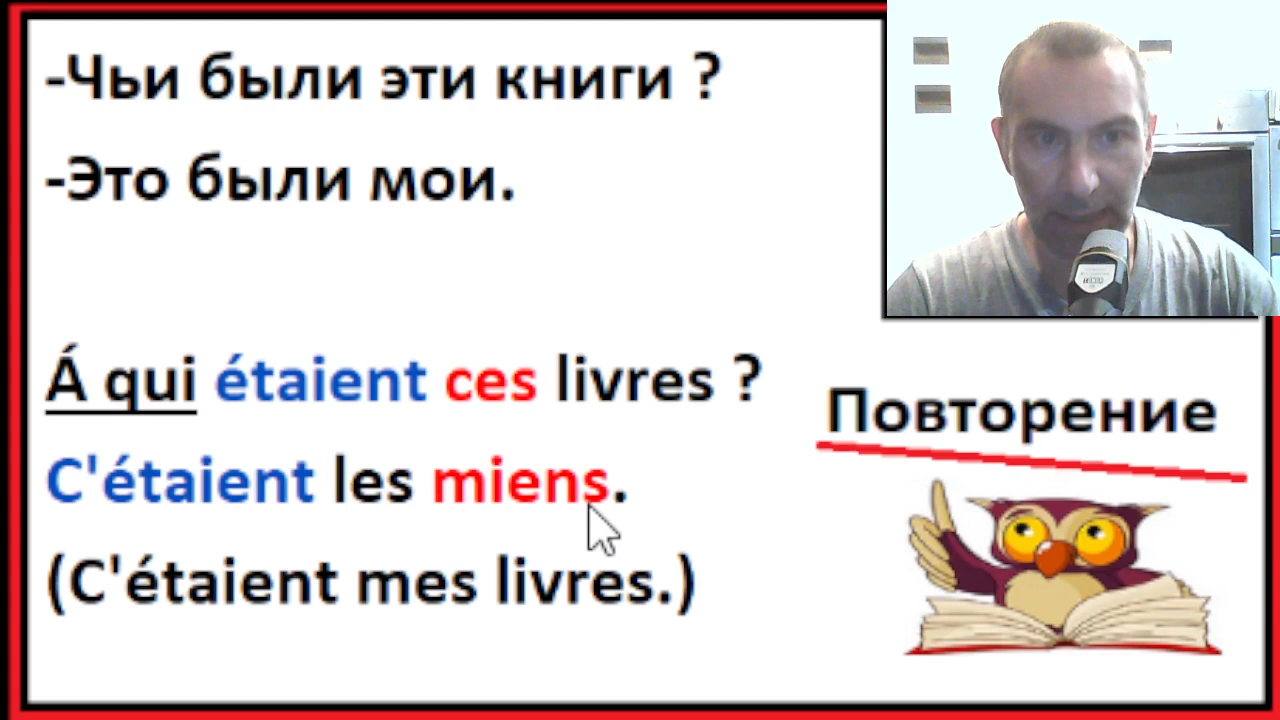 -Чьи были эти книги ?
-Это были мои.
Á qui étaient ces livres ?
C'étaient les miens.
(C'étaient mes livres.)
Повторение